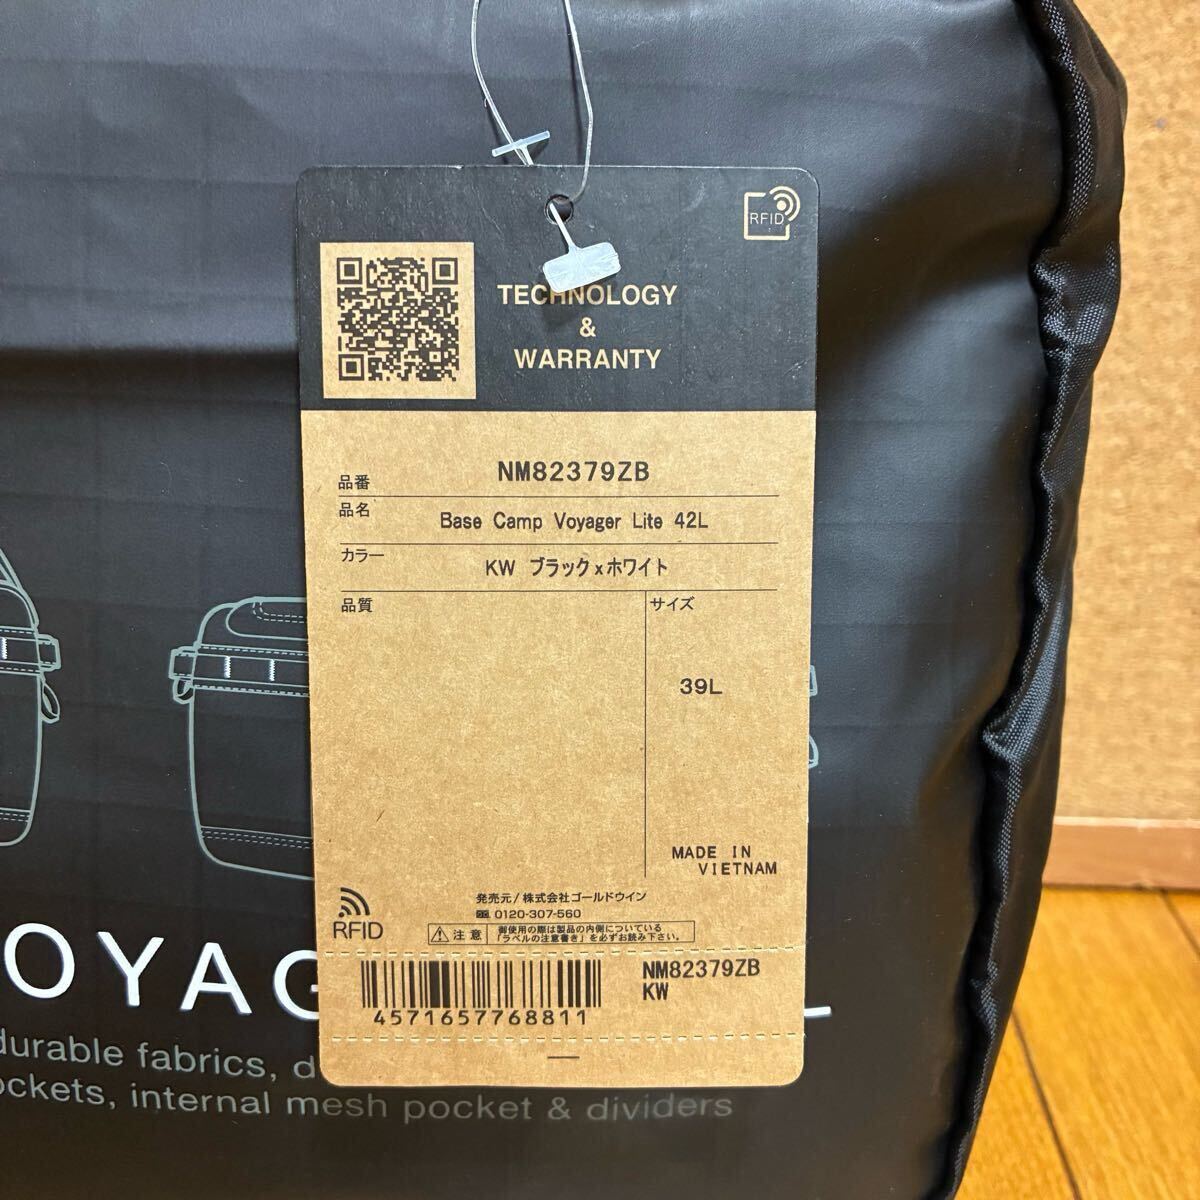 RFID
TECHNOLOGY
&
WARRANTY
品番 NM82379ZB
品名 Base Camp Voyager Lite 42L
カラー KW ブラックxホワイト
品質 サイズ
39L
MADE IN
VIETNAM
発売元/株式会社ゴールドウイン
0120-307-560
RFID
注意 御使用の際は製品の内側についている
「ラベルの注意書き」を必ずお読み下さい。
NM82379ZB
KW
4571657768811
OYAG L
durable fabrics, d
ockets, internal mesh pocket & dividers